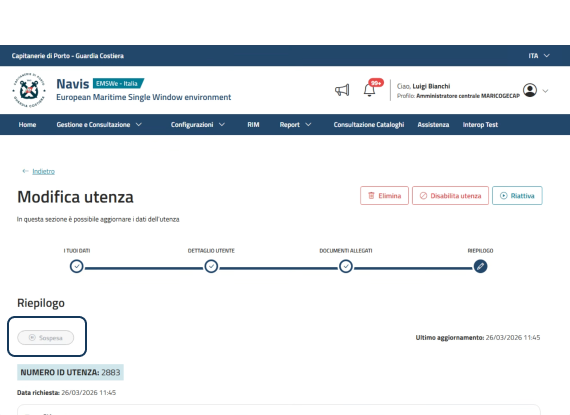 Capitanerie di Porto - Guardia Costiera
ITA
Navis EMSWe - Italia
European Maritime Single Window environment
99+
Ciao, Luigi Bianchi
Profilo: Amministratore centrale MARICOGECAP
Home Gestione e Consultazione Configurazioni RIM Report Consultazione Cataloghi Assistenza Interop Test
← Indietro
Modifica utenza
Elimina Disabilita utenza Riattiva
In questa sezione è possibile aggiornare i dati dell'utenza
I TUOI DATI DETTAGLIO UTENTE DOCUMENTI ALLEGATI RIEPILOGO
Riepilogo
Sospesa
Ultimo aggiornamento: 26/03/2026 11:45
NUMERO ID UTENZA: 2883
Data richiesta: 26/03/2026 11:45